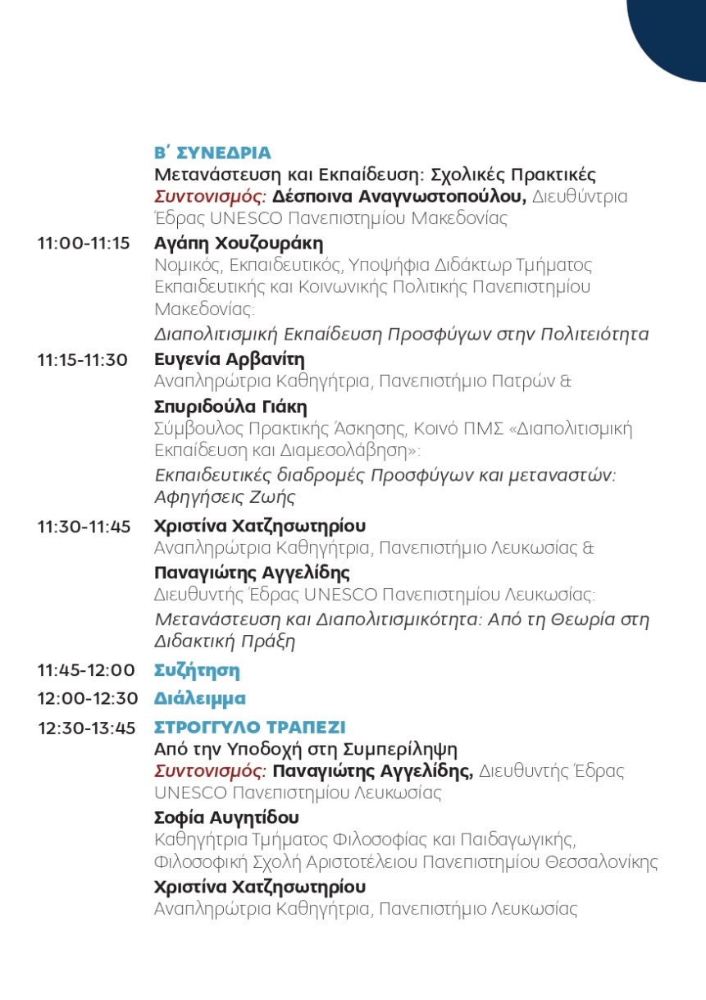 Β΄ ΣΥΝΕΔΡΙΑ
Μετανάστευση και Εκπαίδευση: Σχολικές Πρακτικές
Συντονισμός: Δέσποινα Αναγνωστοπούλου, Διευθύντρια
Έδρας UNESCO Πανεπιστημίου Μακεδονίας
11:00-11:15 Αγάπη Χουζουράκη
Νομικός, Εκπαιδευτικός, Υποψήφια Διδάκτωρ Τμήματος
Εκπαιδευτικής και Κοινωνικής Πολιτικής Πανεπιστημίου
Μακεδονίας:
Διαπολιτισμική Εκπαίδευση Προσφύγων στην Πολιτειότητα
11:15-11:30 Ευγενία Αρβανίτη
Αναπληρώτρια Καθηγήτρια, Πανεπιστήμιο Πατρών &
Σπυριδούλα Γιάκη
Σύμβουλος Πρακτικής Άσκησης, Κοινό ΠΜΣ «Διαπολιτισμική
Εκπαίδευση και Διαμεσολάβηση»:
Εκπαιδευτικές διαδρομές Προσφύγων και μεταναστών:
Αφηγήσεις Ζωής
11:30-11:45 Χριστίνα Χατζησωτηρίου
Αναπληρώτρια Καθηγήτρια, Πανεπιστήμιο Λευκωσίας &
Παναγιώτης Αγγελίδης
Διευθυντής Έδρας UNESCO Πανεπιστημίου Λευκωσίας:
Μετανάστευση και Διαπολιτισμικότητα: Από τη Θεωρία στη
Διδακτική Πράξη
11:45-12:00 Συζήτηση
12:00-12:30 Διάλειμμα
12:30-13:45 ΣΤΡΟΓΓΥΛΟ ΤΡΑΠΕΖΙ
Από την Υποδοχή στη Συμπερίληψη
Συντονισμός: Παναγιώτης Αγγελίδης, Διευθυντής Έδρας
UNESCO Πανεπιστημίου Λευκωσίας
Σοφία Αυγητίδου
Καθηγήτρια Τμήματος Φιλοσοφίας και Παιδαγωγικής,
Φιλοσοφική Σχολή Αριστοτέλειου Πανεπιστημίου Θεσσαλονίκης
Χριστίνα Χατζησωτηρίου
Αναπληρώτρια Καθηγήτρια, Πανεπιστήμιο Λευκωσίας